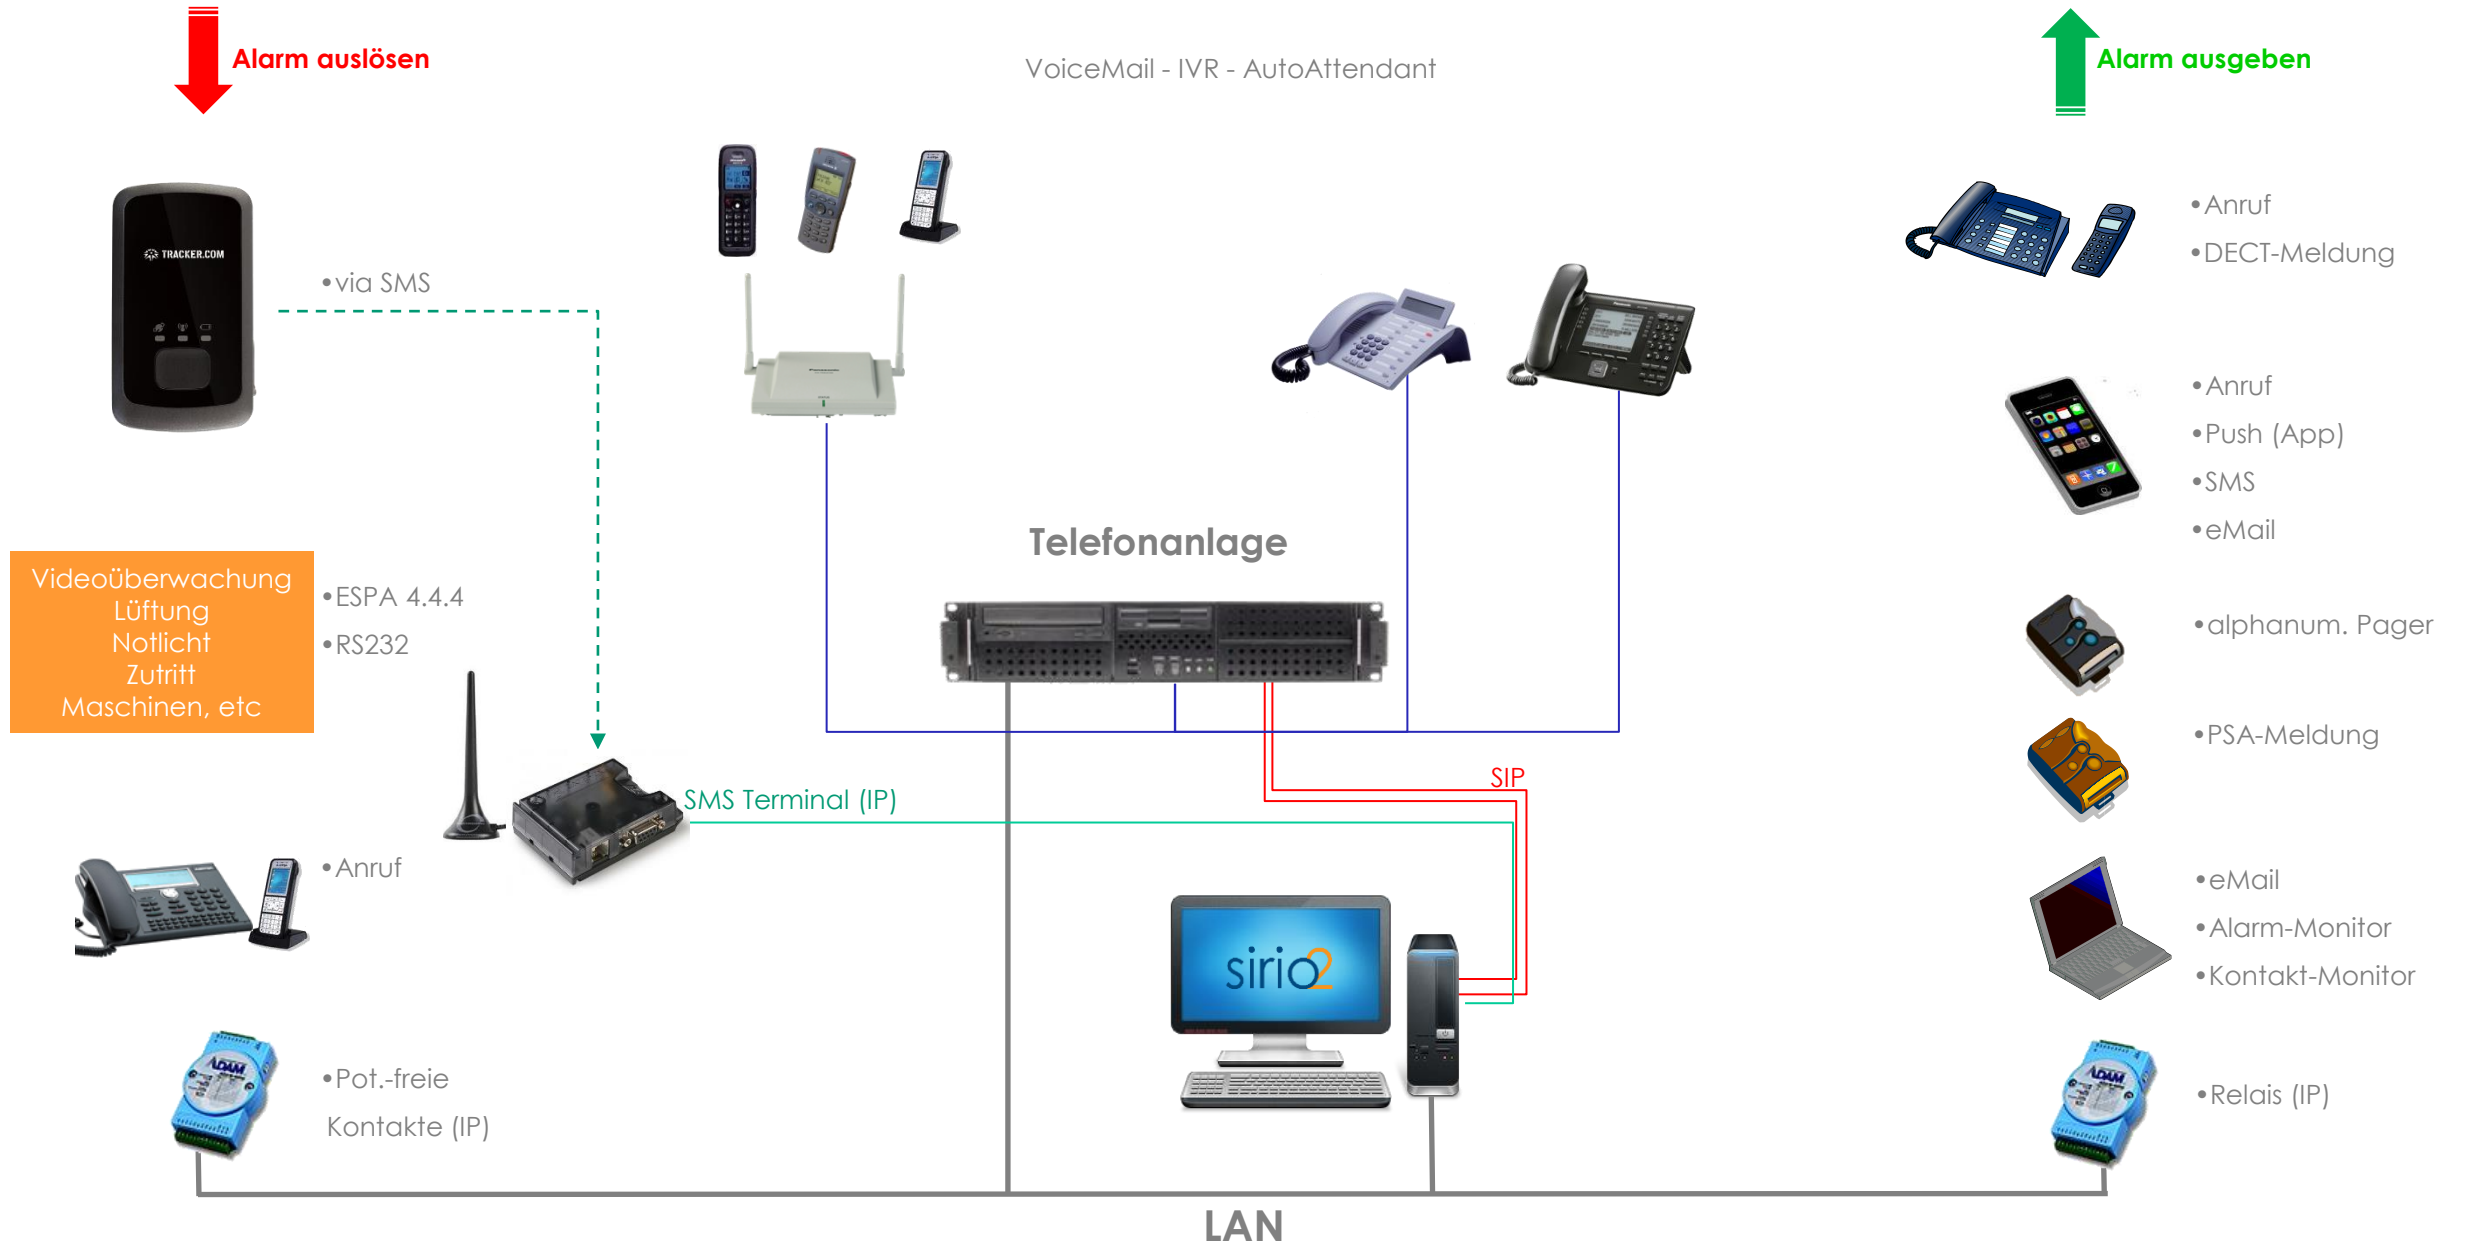 Alarm auslösen
VoiceMail - IVR - AutoAttendant
Alarm ausgeben
TRACKER.COM
•via SMS
•Anruf
•DECT-Meldung
•Anruf
•Push (App)
•SMS
•eMail
Telefonanlage
Videoüberwachung
Lüftung
Notlicht
Zutritt
Maschinen, etc
•ESPA 4.4.4
•RS232
•alphanum. Pager
•PSA-Meldung
SIP
SMS Terminal (IP)
•Anruf
•eMail
•Alarm-Monitor
•Kontakt-Monitor
sirio2
ADAM
•Pot.-freie
Kontakte (IP)
ADAM
•Relais (IP)
LAN